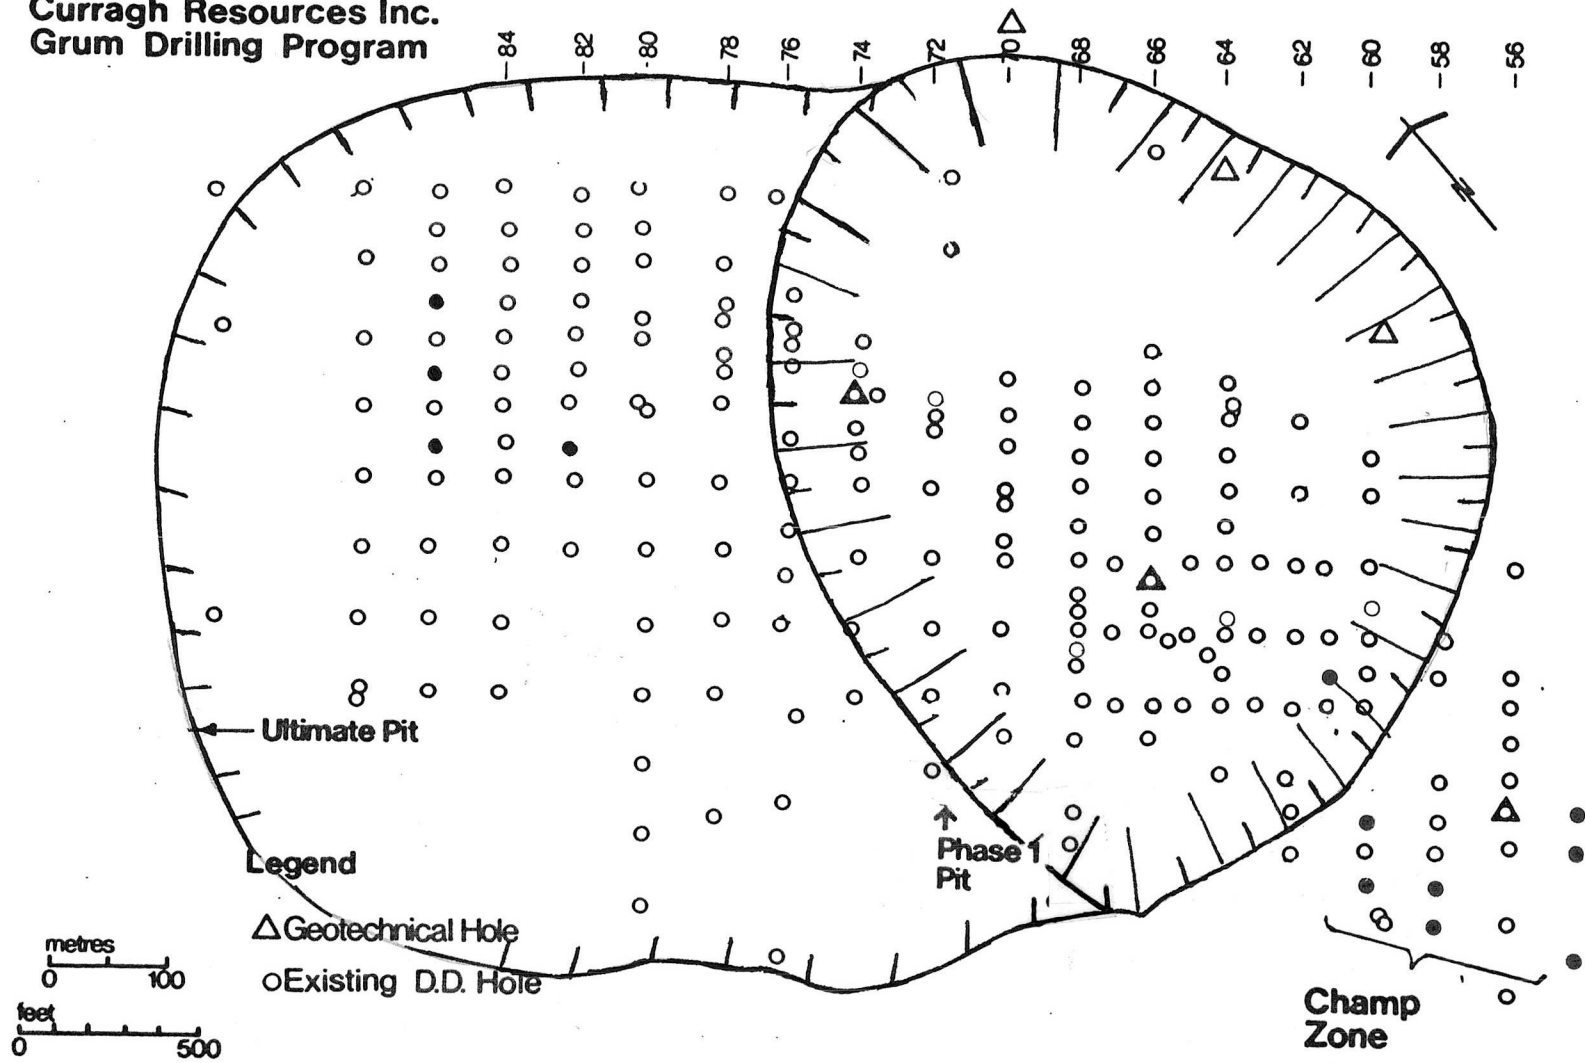 Curragh Resources Inc.
Grum Drilling Program
-84 -82 -80 -78 -76 -74 -72 -70 -68 -66 -64 -62 -60 -58 -56
N
Ultimate Pit
Phase 1
Pit
Legend
△ Geotechnical Hole
○ Existing D.D. Hole
metres
0 100
feet
0 500
Champ
Zone